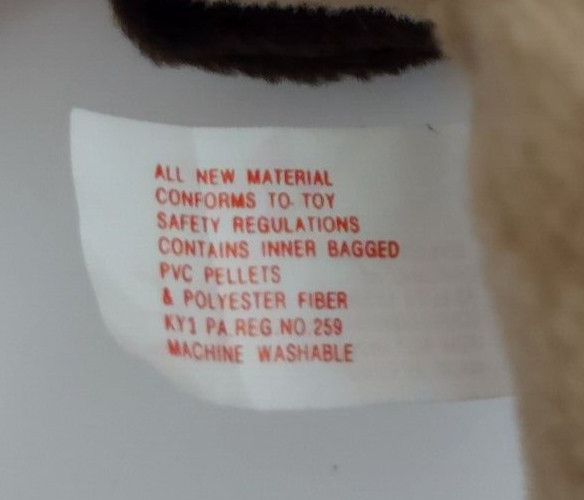 ALL NEW MATERIAL
CONFORMS TO TOY
SAFETY REGULATIONS
CONTAINS INNER BAGGED
PVC PELLETS
& POLYESTER FIBER
KY1 PA.REG.NO.259
MACHINE WASHABLE